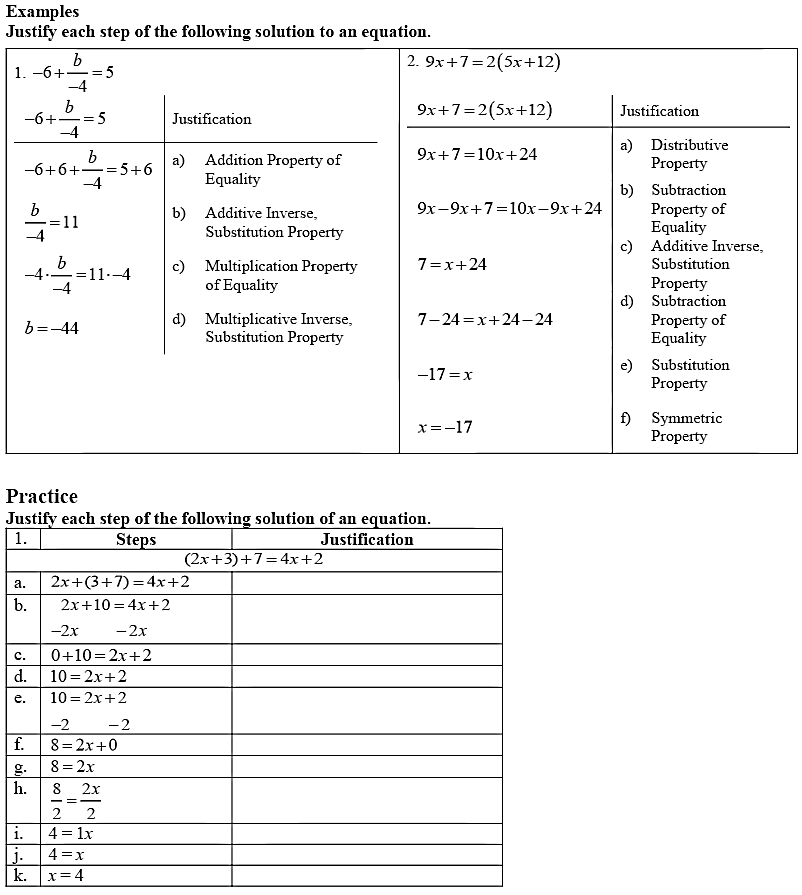 Examples
Justify each step of the following solution to an equation.
1. −6+b/−4=5
−6+b/−4=5 Justification
−6+6+b/−4=5+6 a) Addition Property of
Equality
b/−4=11 b) Additive Inverse,
Substitution Property
−4·b/−4=11·−4 c) Multiplication Property
of Equality
b=−44 d) Multiplicative Inverse,
Substitution Property
2. 9x+7=2(5x+12)
9x+7=2(5x+12) Justification
9x+7=10x+24 a) Distributive
Property
9x−9x+7=10x−9x+24 b) Subtraction
Property of
Equality
7=x+24 c) Additive Inverse,
Substitution
Property
7−24=x+24−24 d) Subtraction
Property of
Equality
−17=x e) Substitution
Property
x=−17 f) Symmetric
Property
Practice
Justify each step of the following solution of an equation.
1. Steps Justification
(2x+3)+7=4x+2
a. 2x+(3+7)=4x+2
b. 2x+10=4x+2
−2x −2x
c. 0+10=2x+2
d. 10=2x+2
e. 10=2x+2
−2 −2
f. 8=2x+0
g. 8=2x
h. 8/2=2x/2
i. 4=1x
j. 4=x
k. x=4